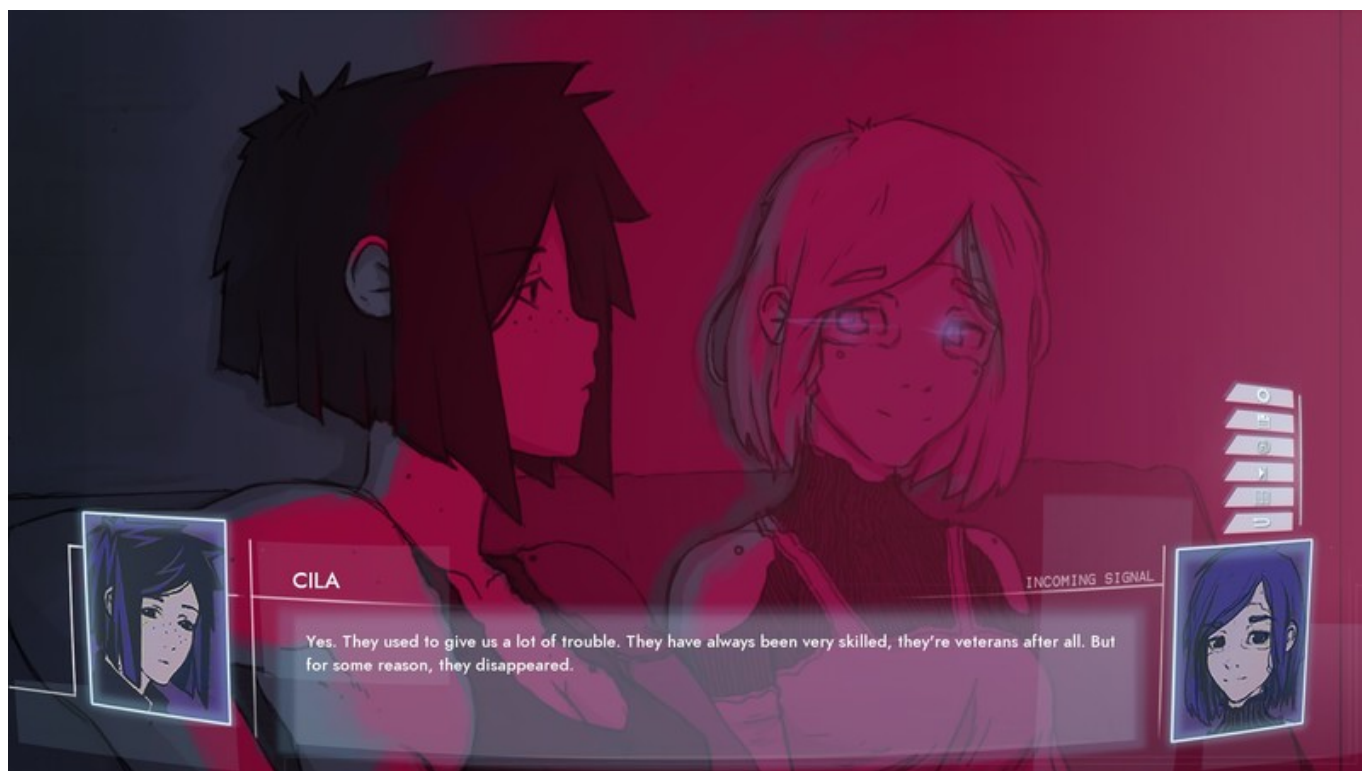 CILA
INCOMING SIGNAL
Yes. They used to give us a lot of trouble. They have always been very skilled, they're veterans after all. But
for some reason, they disappeared.